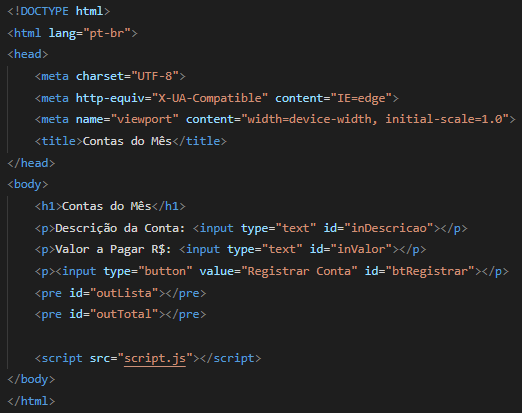 <!DOCTYPE html>
<html lang="pt-br">
<head>
    <meta charset="UTF-8">
    <meta http-equiv="X-UA-Compatible" content="IE=edge">
    <meta name="viewport" content="width=device-width, initial-scale=1.0">
    <title>Contas do Mês</title>
</head>
<body>
    <h1>Contas do Mês</h1>
    <p>Descrição da Conta: <input type="text" id="inDescricao"></p>
    <p>Valor a Pagar R$: <input type="text" id="inValor"></p>
    <p><input type="button" value="Registrar Conta" id="btRegistrar"></p>
    <pre id="outLista"></pre>
    <pre id="outTotal"></pre>

    <script src="script.js"></script>
</body>
</html>